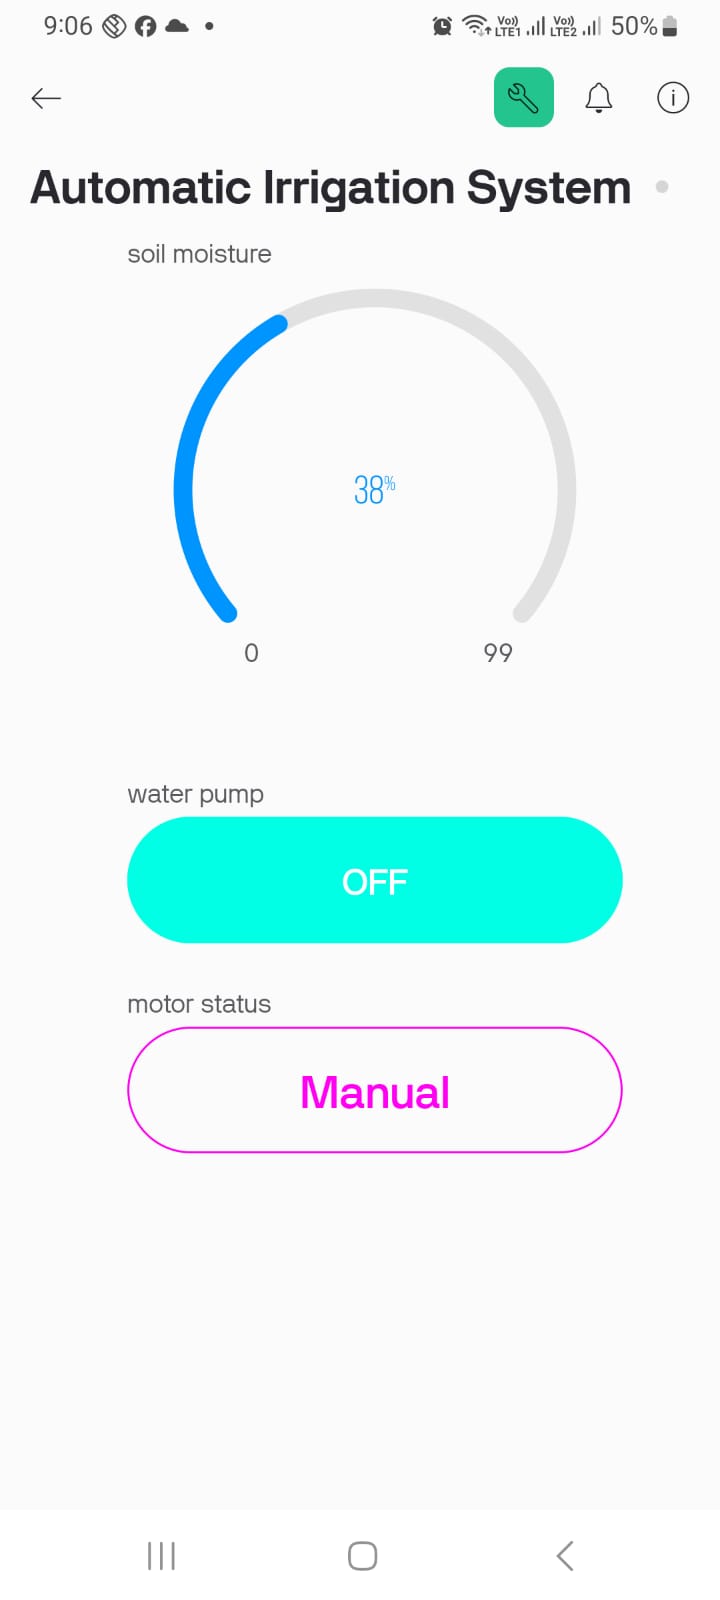 9:06 Vo)) LTE1 Vo)) LTE2 50%
Automatic Irrigation System
soil moisture
38%
0 99
water pump
OFF
motor status
Manual